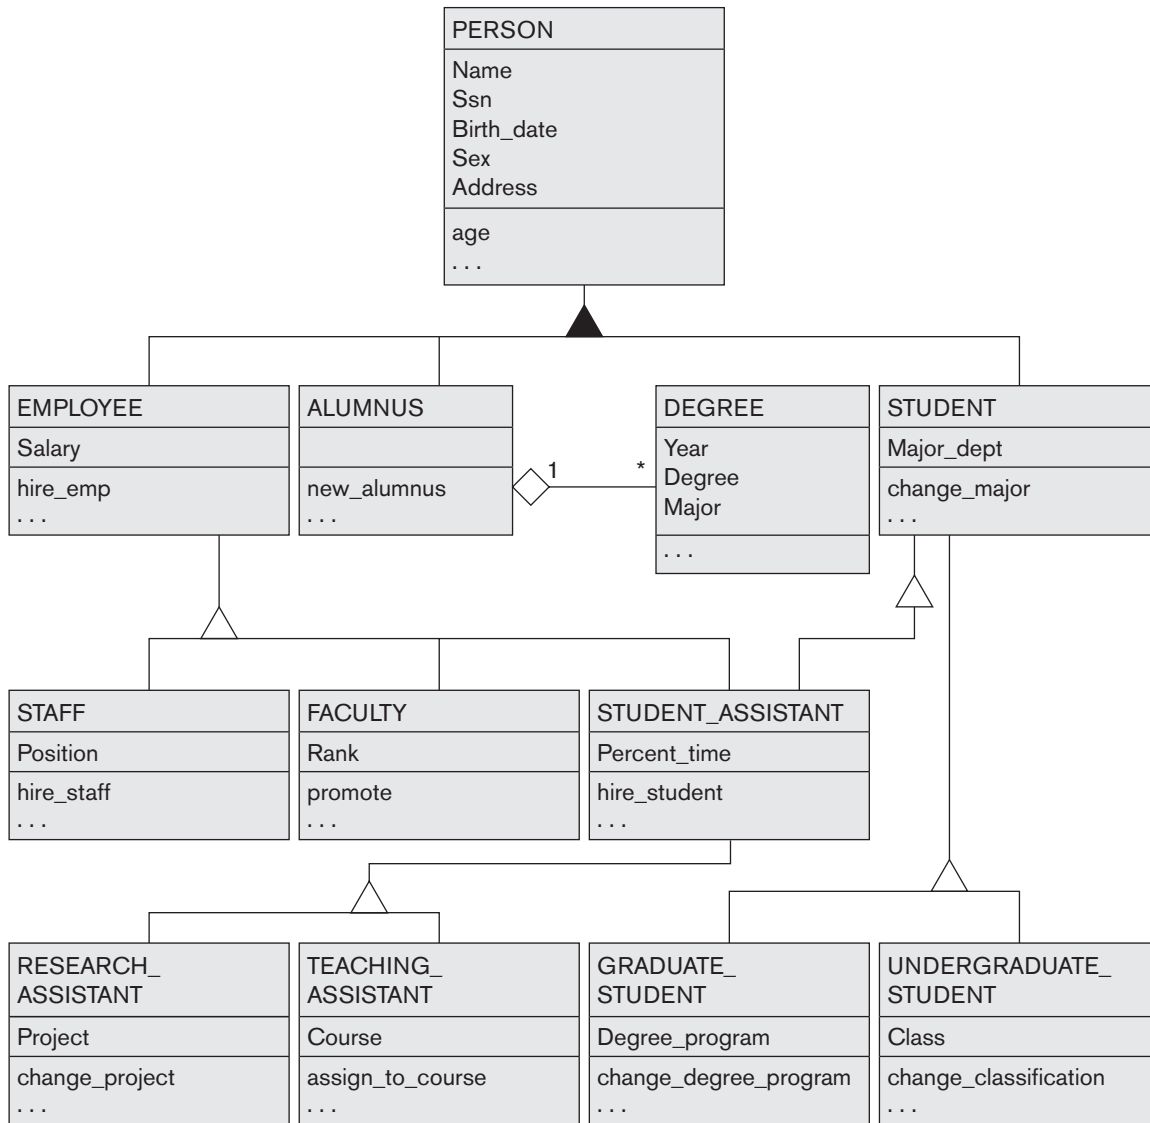 PERSON
Name
Ssn
Birth_date
Sex
Address
age
. . .
EMPLOYEE
Salary
hire_emp
. . .
ALUMNUS
new_alumnus
. . .
1
*
DEGREE
Year
Degree
Major
. . .
STUDENT
Major_dept
change_major
. . .
STAFF
Position
hire_staff
. . .
FACULTY
Rank
promote
. . .
STUDENT_ASSISTANT
Percent_time
hire_student
. . .
RESEARCH_
ASSISTANT
Project
change_project
. . .
TEACHING_
ASSISTANT
Course
assign_to_course
. . .
GRADUATE_
STUDENT
Degree_program
change_degree_program
. . .
UNDERGRADUATE_
STUDENT
Class
change_classification
. . .